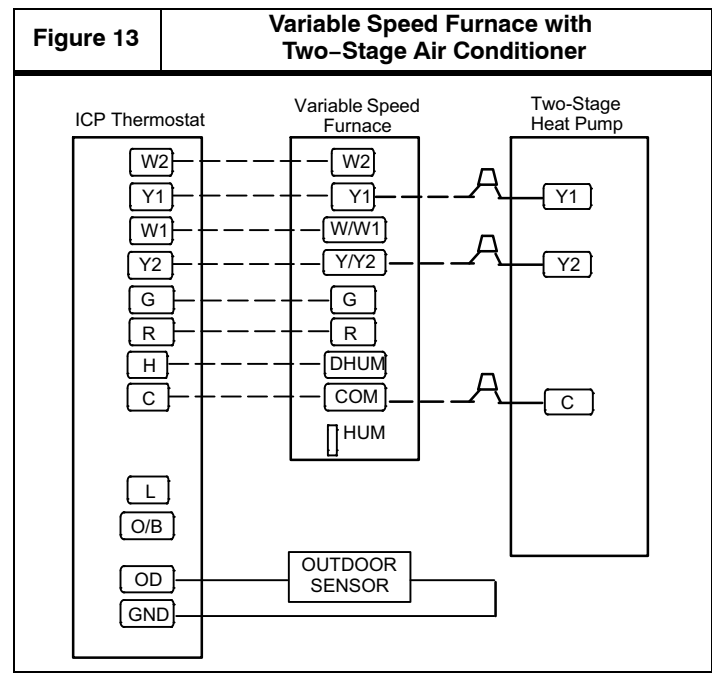 Figure 13
Variable Speed Furnace with
Two−Stage Air Conditioner
ICP Thermostat
Variable Speed
Furnace
Two-Stage
Heat Pump
W2 W2
Y1 Y1 Y1
W1 W/W1
Y2 Y/Y2 Y2
G G
R R
H DHUM
C COM C
HUM
L
O/B
OUTDOOR
SENSOR
OD
GND